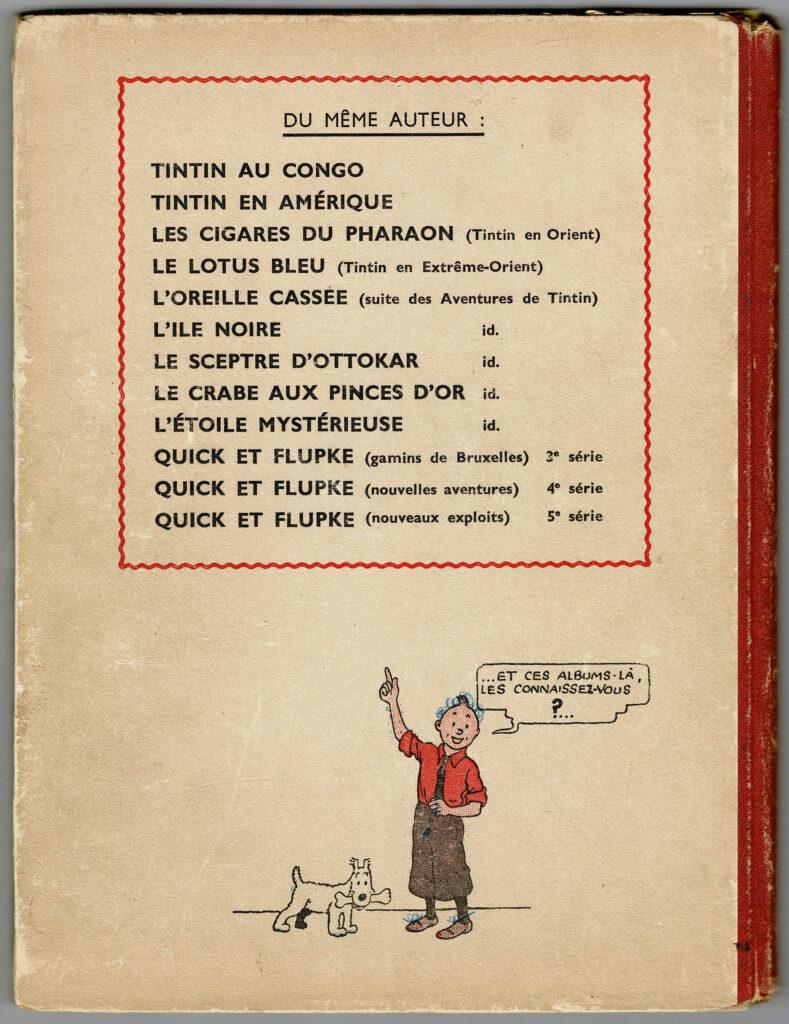 DU MÊME AUTEUR :
TINTIN AU CONGO
TINTIN EN AMÉRIQUE
LES CIGARES DU PHARAON (Tintin en Orient)
LE LOTUS BLEU (Tintin en Extrême-Orient)
L'OREILLE CASSÉE (suite des Aventures de Tintin)
L'ILE NOIRE id.
LE SCEPTRE D'OTTOKAR id.
LE CRABE AUX PINCES D'OR id.
L'ÉTOILE MYSTÉRIEUSE id.
QUICK ET FLUPKE (gamins de Bruxelles) 3e série
QUICK ET FLUPKE (nouvelles aventures) 4e série
QUICK ET FLUPKE (nouveaux exploits) 5e série
...ET CES ALBUMS-LÀ,
LES CONNAISSEZ-VOUS
?...